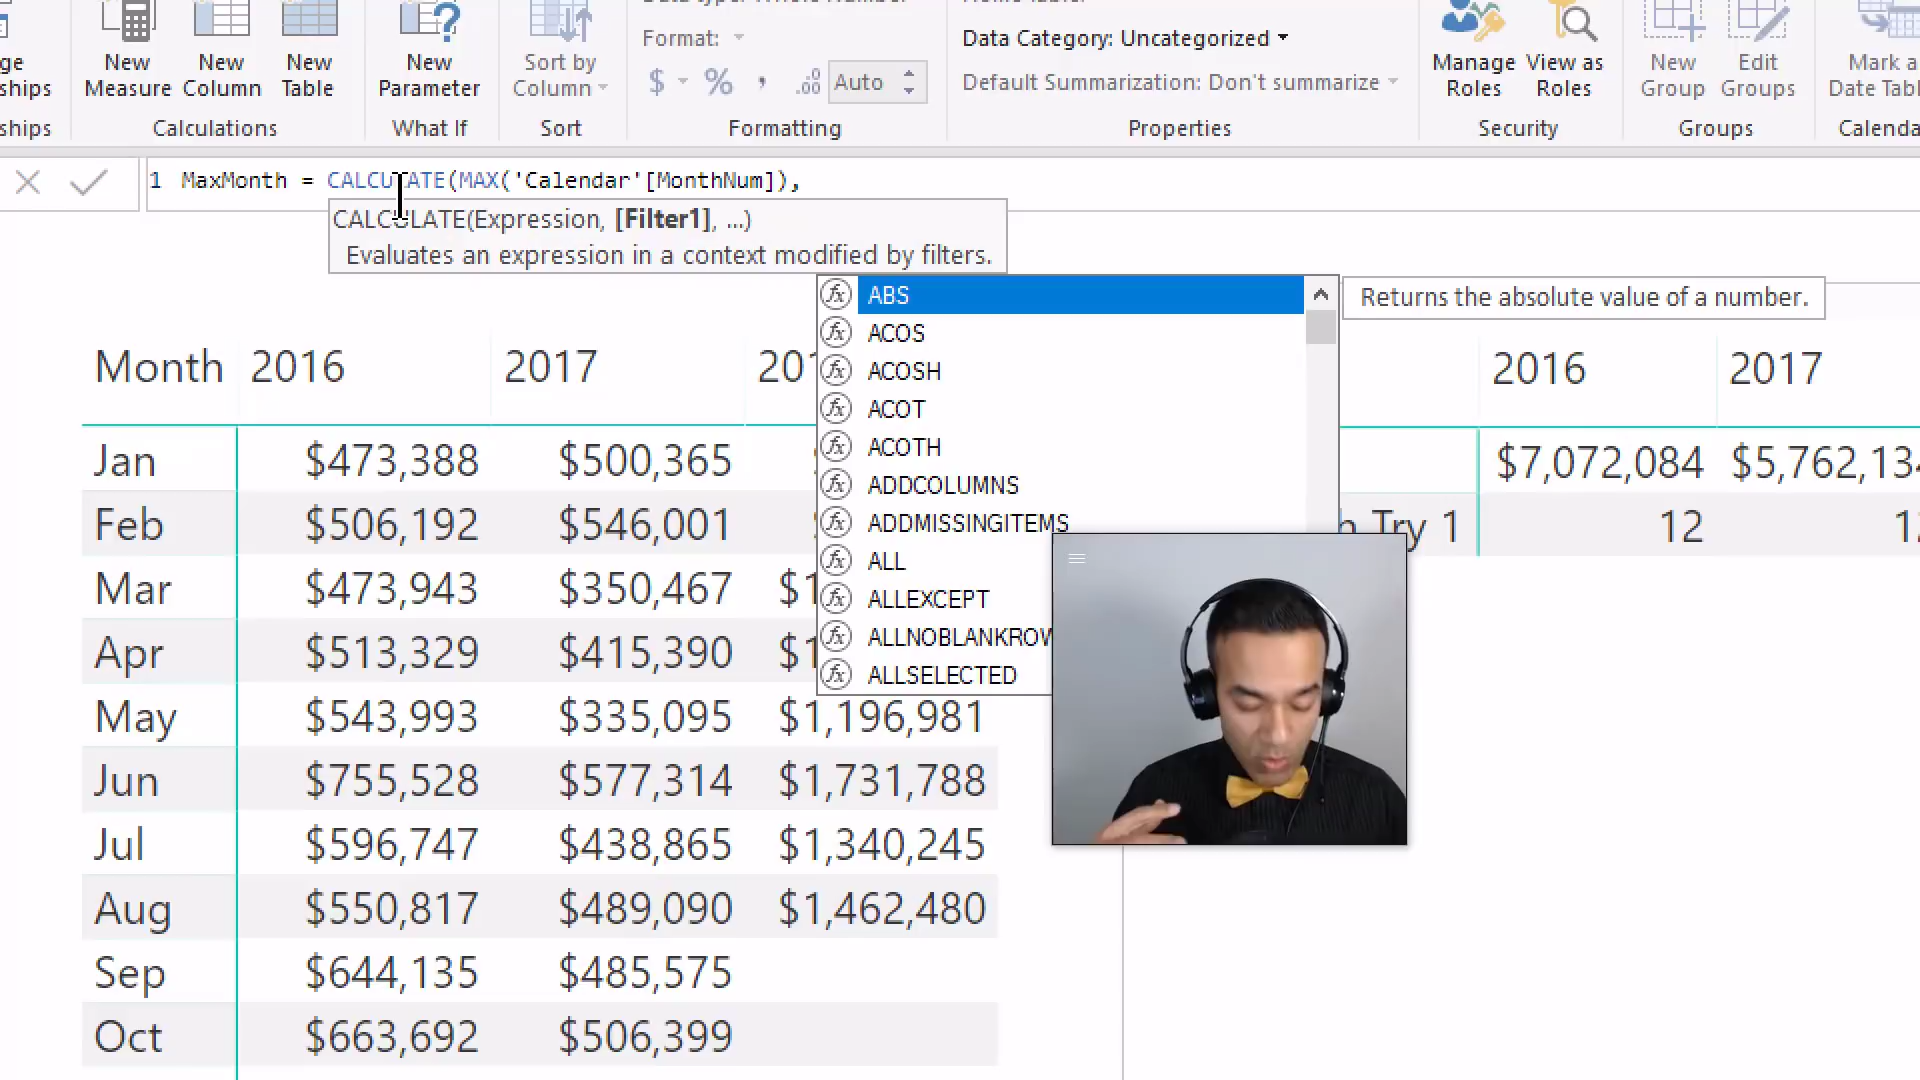 Format:
Data Category: Uncategorized
ge
ships
New Measure
New Column
New Table
New Parameter
Sort by Column
$ % , Auto
Default Summarization: Don't summarize
Manage Roles
View as Roles
New Group
Edit Groups
Mark a
Date Tabl
ships
Calculations
What If
Sort
Formatting
Properties
Security
Groups
Calenda
1 MaxMonth = CALCULATE(MAX('Calendar'[MonthNum]),
CALCULATE(Expression, [Filter1], ...)
Evaluates an expression in a context modified by filters.
ABS
Returns the absolute value of a number.
ACOS
ACOSH
ACOT
ACOTH
ADDCOLUMNS
ADDMISSINGITEMS
ALL
ALLEXCEPT
ALLNOBLANKROW
ALLSELECTED
Month 2016 2017 20
Jan $473,388 $500,365
Feb $506,192 $546,001
Mar $473,943 $350,467 $1
Apr $513,329 $415,390 $1
May $543,993 $335,095 $1,196,981
Jun $755,528 $577,314 $1,731,788
Jul $596,747 $438,865 $1,340,245
Aug $550,817 $489,090 $1,462,480
Sep $644,135 $485,575
Oct $663,692 $506,399
2016 2017
$7,072,084 $5,762,134
h Try 1 12 12